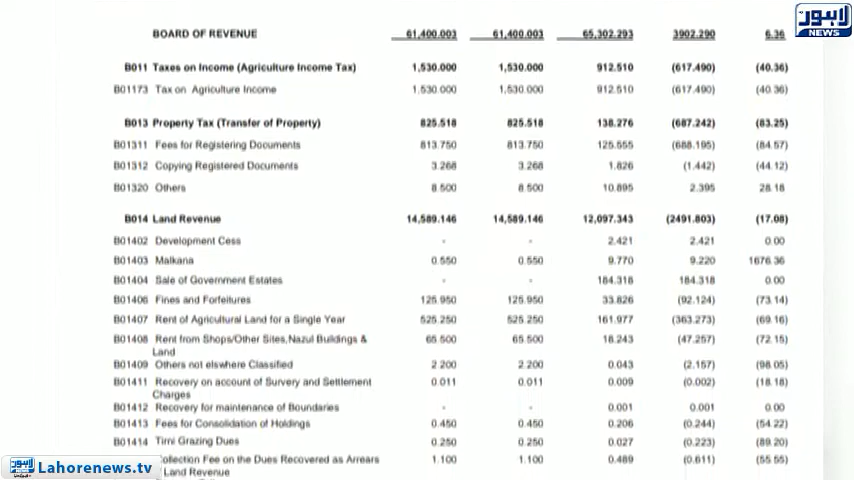 لاہور
NEWS
BOARD OF REVENUE 61,400.003 61,400.003 65,302.293 3902.290 6.36
B011 Taxes on Income (Agriculture Income Tax) 1,530.000 1,530.000 912.510 (617.490) (40.36)
B01173 Tax on Agriculture Income 1,530.000 1,530.000 912.510 (617.490) (40.36)
B013 Property Tax (Transfer of Property) 825.518 825.518 138.276 (687.242) (83.25)
B01311 Fees for Registering Documents 813.750 813.750 125.555 (688.195) (84.57)
B01312 Copying Registered Documents 3.268 3.268 1.826 (1.442) (44.12)
B01320 Others 8.500 8.500 10.895 2.395 28.18
B014 Land Revenue 14,589.146 14,589.146 12,097.343 (2491.803) (17.08)
B01402 Development Cess - - 2.421 2.421 0.00
B01403 Malkana 0.550 0.550 9.770 9.220 1676.36
B01404 Sale of Government Estates - - 184.318 184.318 0.00
B01406 Fines and Forfeitures 125.950 125.950 33.826 (92.124) (73.14)
B01407 Rent of Agricultural Land for a Single Year 525.250 525.250 161.977 (363.273) (69.16)
B01408 Rent from Shops/Other Sites,Nazul Buildings & 65.500 65.500 18.243 (47.257) (72.15)
Land
B01409 Others not elswhere Classified 2.200 2.200 0.043 (2.157) (98.05)
B01411 Recovery on account of Survery and Settlement 0.011 0.011 0.009 (0.002) (18.18)
Charges
B01412 Recovery for maintenance of Boundaries - - 0.001 0.001 0.00
B01413 Fees for Consolidation of Holdings 0.450 0.450 0.206 (0.244) (54.22)
B01414 Tirni Grazing Dues 0.250 0.250 0.027 (0.223) (89.20)
ollection Fee on the Dues Recovered as Arrears 1.100 1.100 0.489 (0.611) (55.55)
Land Revenue
Lahorenews.tv